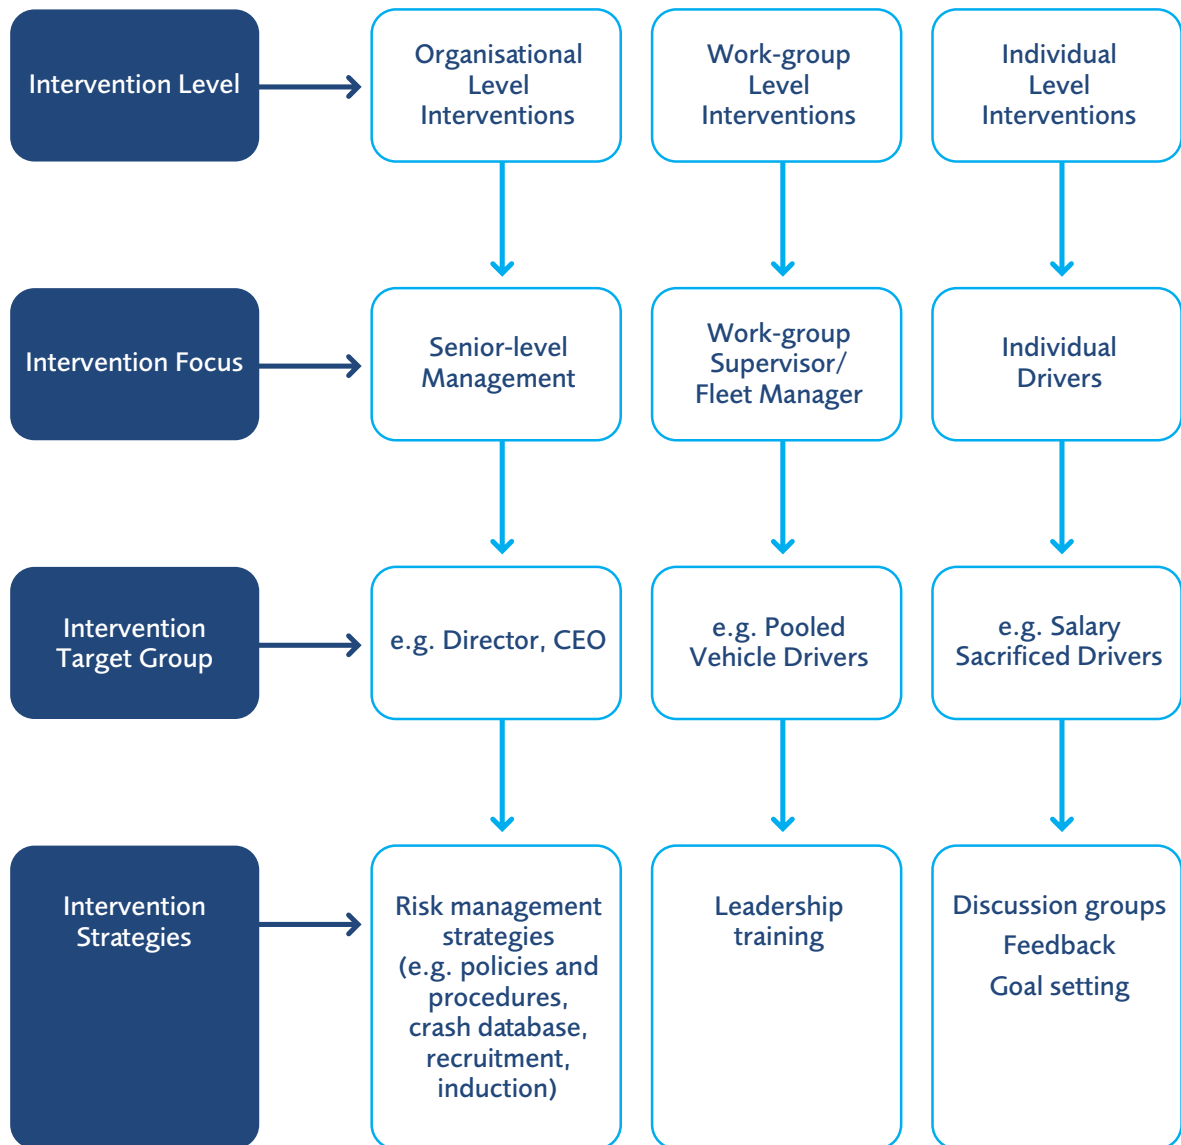 Intervention Level
Organisational
Level
Interventions
Work-group
Level
Interventions
Individual
Level
Interventions
Intervention Focus
Senior-level
Management
Work-group
Supervisor/
Fleet Manager
Individual
Drivers
Intervention
Target Group
e.g. Director, CEO
e.g. Pooled
Vehicle Drivers
e.g. Salary
Sacrificed Drivers
Intervention
Strategies
Risk management
strategies
(e.g. policies and
procedures,
crash database,
recruitment,
induction)
Leadership
training
Discussion groups
Feedback
Goal setting